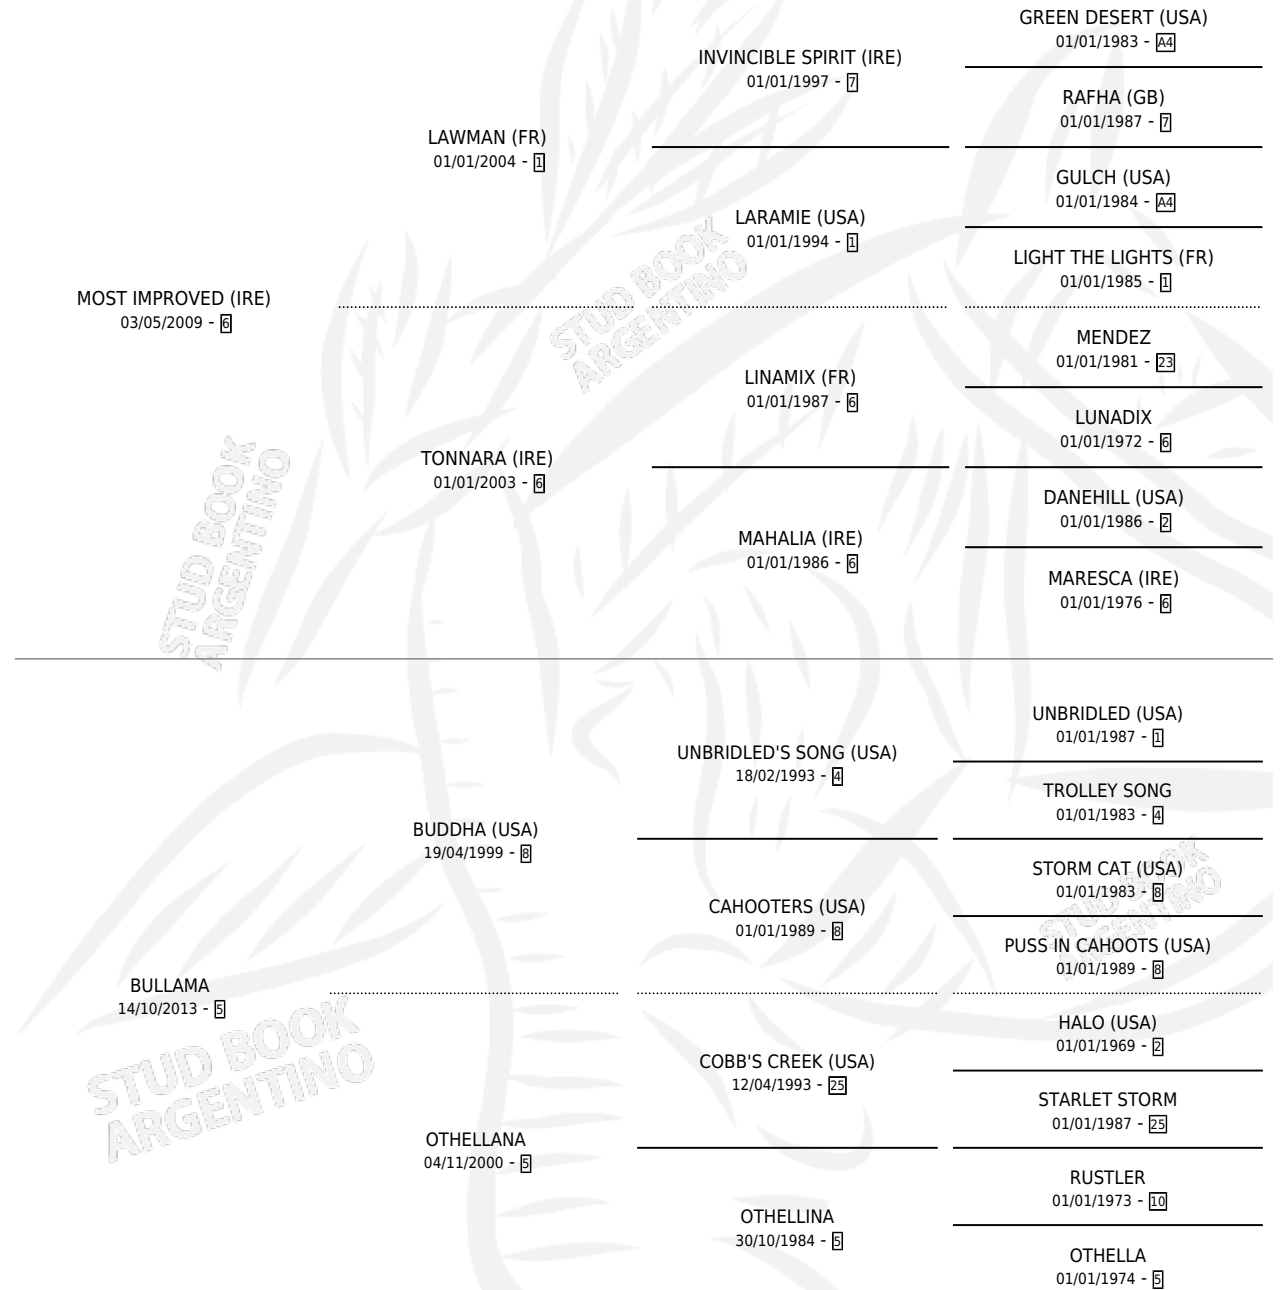 GREEN DESERT (USA)
01/01/1983 - A4
INVINCIBLE SPIRIT (IRE)
01/01/1997 - 7
RAFHA (GB)
01/01/1987 - 7
LAWMAN (FR)
01/01/2004 - 1
GULCH (USA)
01/01/1984 - A4
LARAMIE (USA)
01/01/1994 - 1
LIGHT THE LIGHTS (FR)
01/01/1985 - 1
MOST IMPROVED (IRE)
03/05/2009 - 6
STUD BOOK
ARGENTINO
MENDEZ
01/01/1981 - 23
LINAMIX (FR)
01/01/1987 - 6
LUNADIX
01/01/1972 - 6
TONNARA (IRE)
01/01/2003 - 6
DANEHILL (USA)
01/01/1986 - 2
MAHALIA (IRE)
01/01/1986 - 6
MARESCA (IRE)
01/01/1976 - 6
STUD BOOK
ARGENTINO
UNBRIDLED (USA)
01/01/1987 - 1
UNBRIDLED'S SONG (USA)
18/02/1993 - 4
TROLLEY SONG
01/01/1983 - 4
BUDDHA (USA)
19/04/1999 - 8
STORM CAT (USA)
01/01/1983 - 8
CAHOOTERS (USA)
01/01/1989 - 8
STUD BOOK
ARGENTINO
PUSS IN CAHOOTS (USA)
01/01/1989 - 8
BULLAMA
14/10/2013 - 5
HALO (USA)
01/01/1969 - 2
COBB'S CREEK (USA)
12/04/1993 - 25
STUD BOOK
ARGENTINO
STARLET STORM
01/01/1987 - 25
OTHELLANA
04/11/2000 - 5
RUSTLER
01/01/1973 - 10
OTHELLINA
30/10/1984 - 5
OTHELLA
01/01/1974 - 5